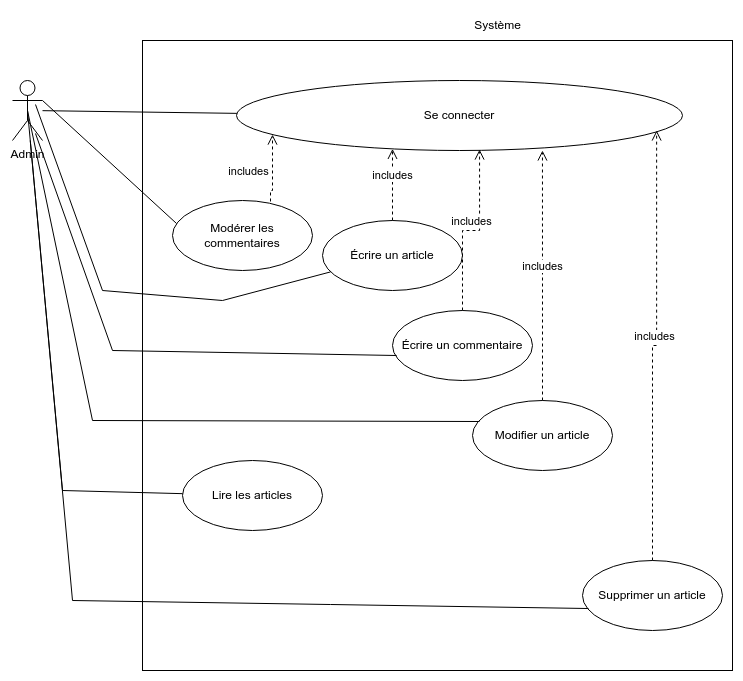 Système
Se connecter
Admin
includes
includes
Modérer les
commentaires
includes
Écrire un article
includes
Écrire un commentaire
includes
Modifier un article
Lire les articles
Supprimer un article